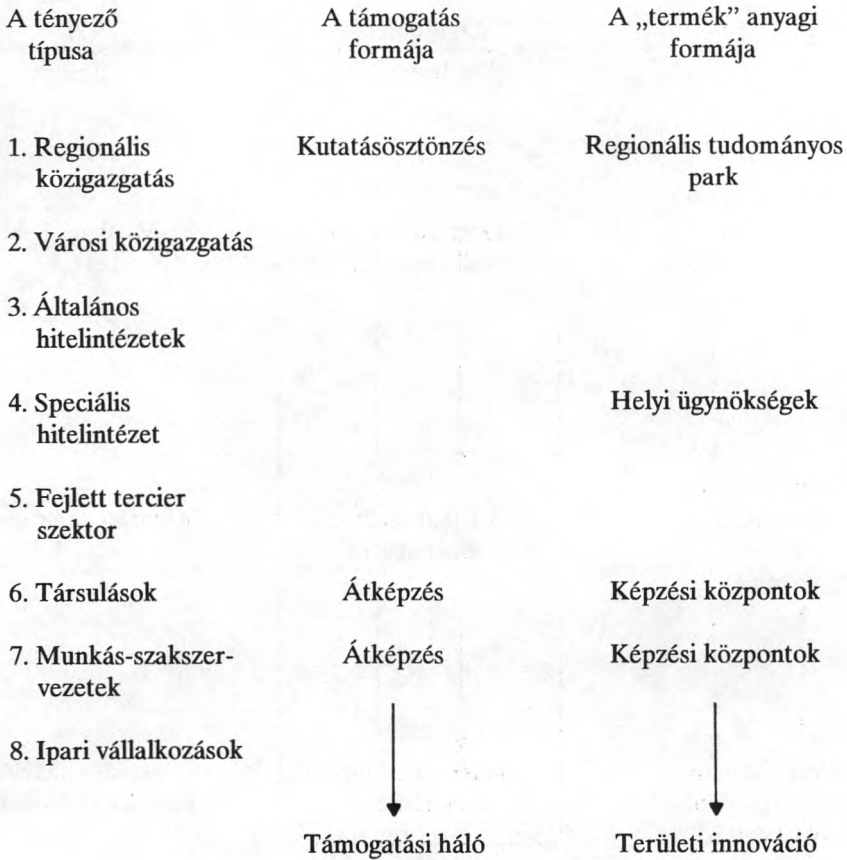 A tényező A támogatás A „termék” anyagi
típusa formája formája
1. Regionális Kutatásösztönzés Regionális tudományos
közigazgatás park
2. Városi közigazgatás
3. Általános
hitelintézetek
4. Speciális Helyi ügynökségek
hitelintézet
5. Fejlett tercier
szektor
6. Társulások Átképzés Képzési központok
7. Munkás-szakszer- Átképzés Képzési központok
vezetek
8. Ipari vállalkozások
Támogatási háló Területi innováció